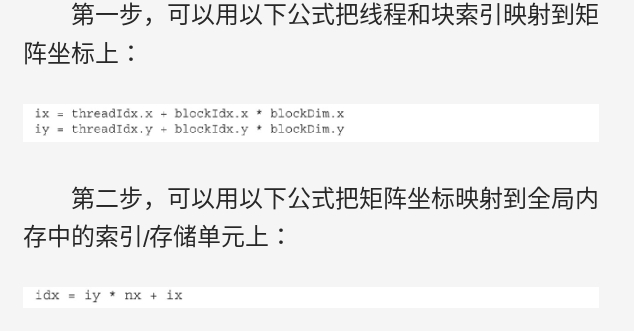 第一步，可以用以下公式把线程和块索引映射到矩
阵坐标上：
ix = threadIdx.x + blockIdx.x * blockDim.x
iy = threadIdx.y + blockIdx.y * blockDim.y
第二步，可以用以下公式把矩阵坐标映射到全局内
存中的索引/存储单元上：
idx = iy * nx + ix